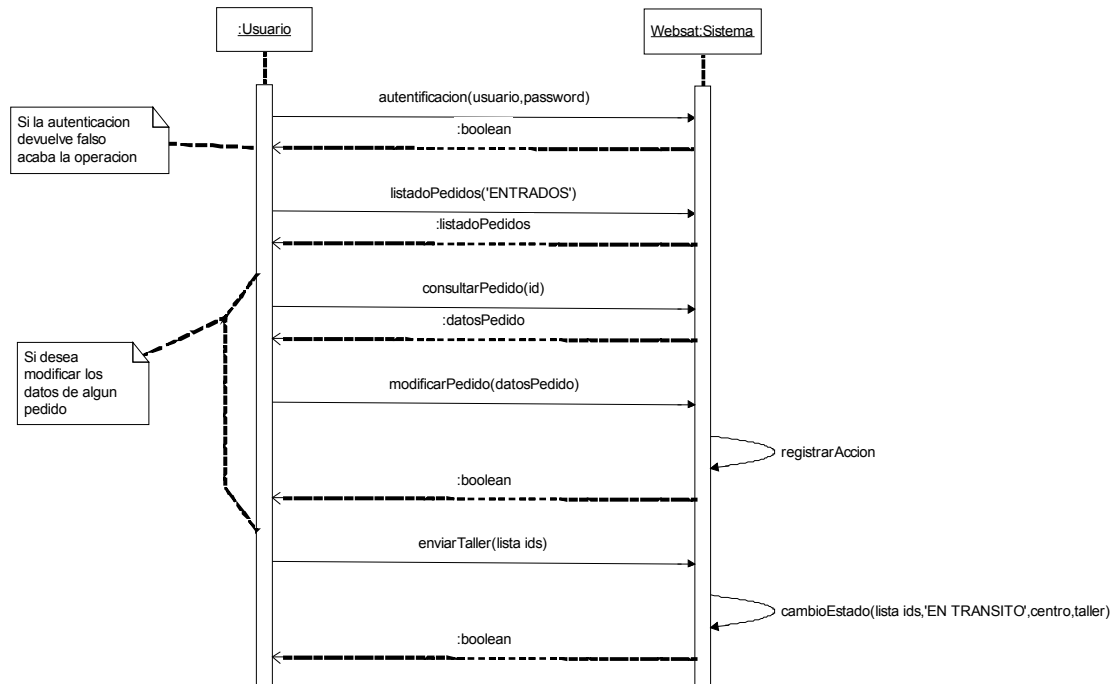 :Usuario
Websat:Sistema
autentificacion(usuario,password)
Si la autenticacion
devuelve falso
acaba la operacion
:boolean
listadoPedidos('ENTRADOS')
:listadoPedidos
consultarPedido(id)
:datosPedido
Si desea
modificar los
datos de algun
pedido
modificarPedido(datosPedido)
registrarAccion
:boolean
enviarTaller(lista ids)
cambioEstado(lista ids,'EN TRANSITO',centro,taller)
:boolean